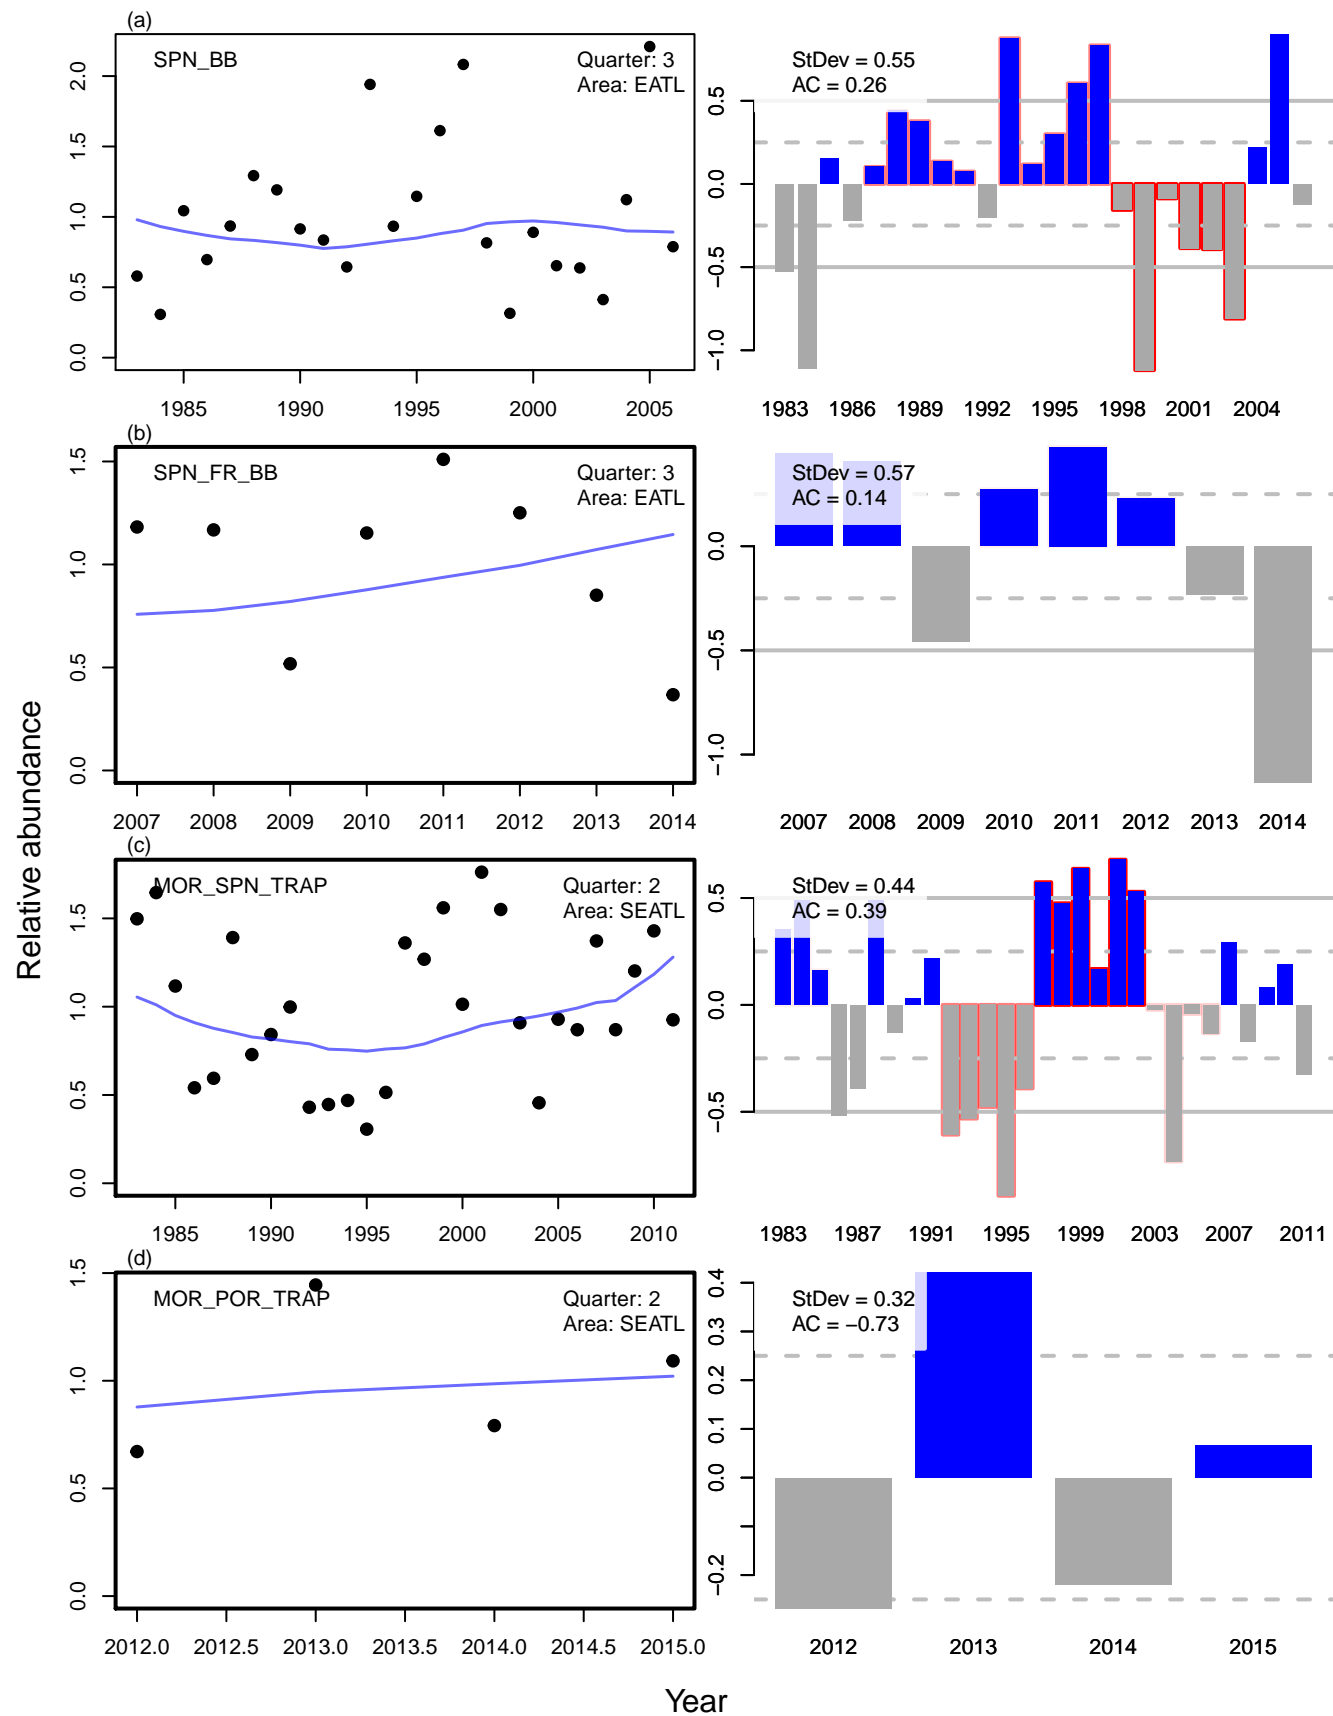 (a)
SPN_BB
Quarter: 3
Area: EATL
0.0 0.5 1.0 1.5 2.0
1985 1990 1995 2000 2005
StDev = 0.55
AC = 0.26
−1.0 −0.5 0.0 0.5
1983 1986 1989 1992 1995 1998 2001 2004
(b)
SPN_FR_BB
Quarter: 3
Area: EATL
0.0 0.5 1.0 1.5
2007 2008 2009 2010 2011 2012 2013 2014
StDev = 0.57
AC = 0.14
−1.0 −0.5 0.0
2007 2008 2009 2010 2011 2012 2013 2014
(c)
MOR_SPN_TRAP
Quarter: 2
Area: SEATL
0.0 0.5 1.0 1.5
1985 1990 1995 2000 2005 2010
StDev = 0.44
AC = 0.39
−0.5 0.0 0.5
1983 1987 1991 1995 1999 2003 2007 2011
(d)
MOR_POR_TRAP
Quarter: 2
Area: SEATL
0.0 0.5 1.0 1.5
2012.0 2012.5 2013.0 2013.5 2014.0 2014.5 2015.0
StDev = 0.32
AC = −0.73
−0.2 0.0 0.1 0.2 0.3 0.4
2012 2013 2014 2015
Relative abundance
Year